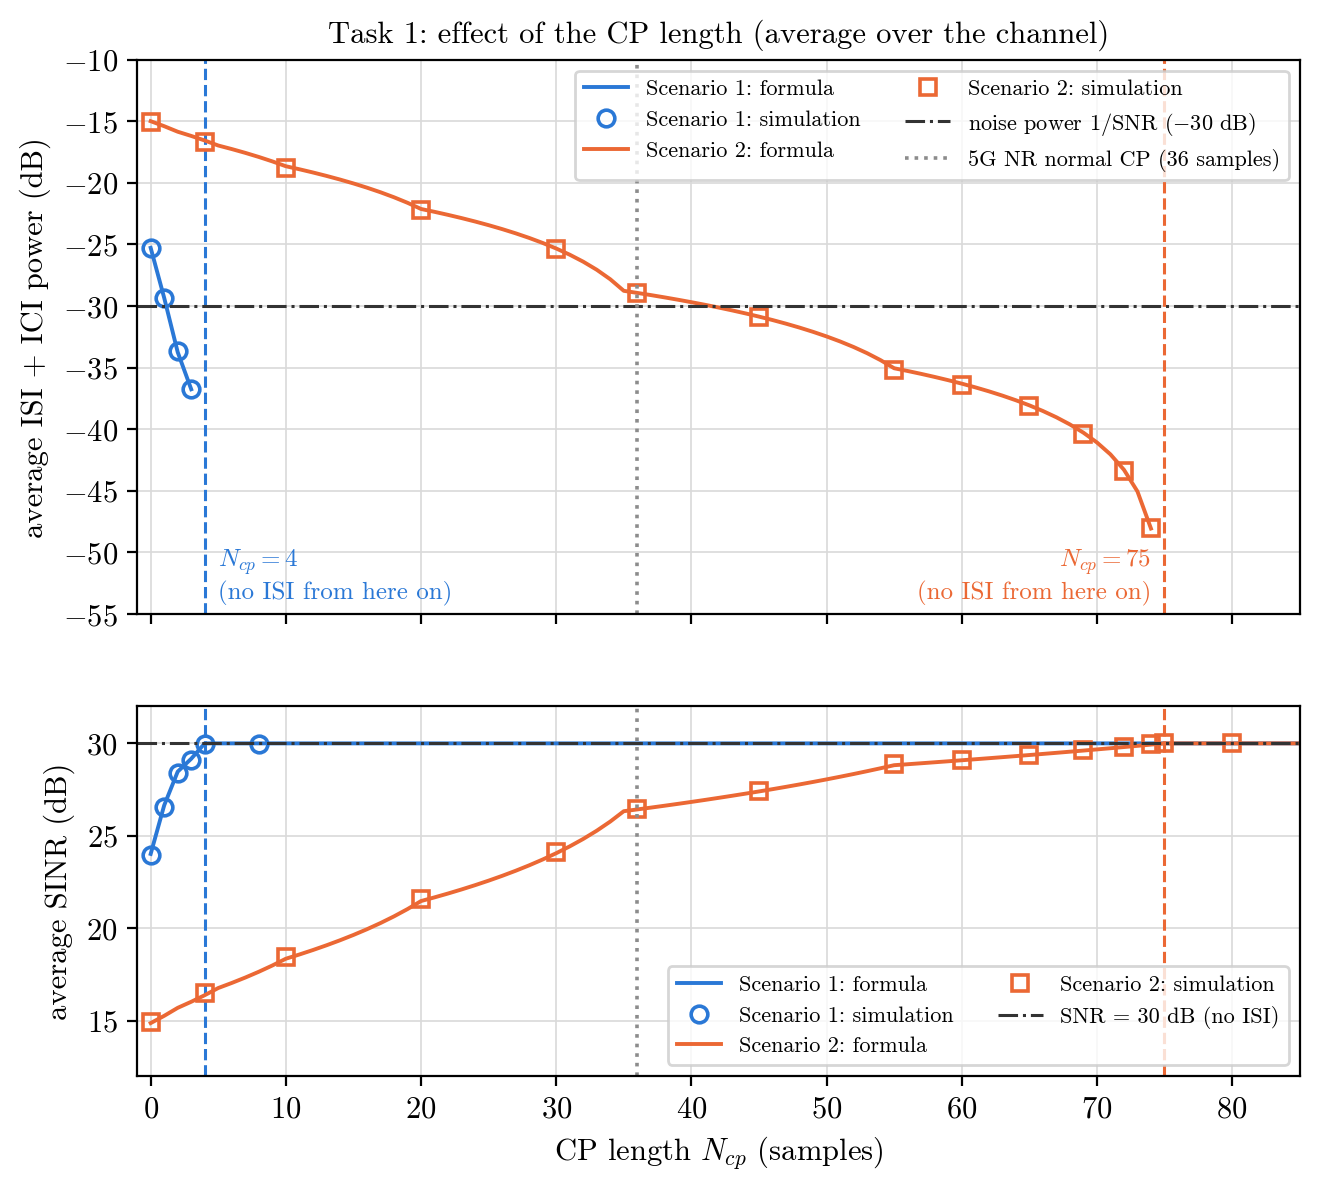 Task 1: effect of the CP length (average over the channel)
average ISI + ICI power (dB)
−10
−15
−20
−25
−30
−35
−40
−45
−50
−55
Scenario 1: formula
Scenario 1: simulation
Scenario 2: formula
Scenario 2: simulation
noise power 1/SNR (−30 dB)
5G NR normal CP (36 samples)
N_cp = 4
(no ISI from here on)
N_cp = 75
(no ISI from here on)
average SINR (dB)
30
25
20
15
Scenario 1: formula
Scenario 1: simulation
Scenario 2: formula
Scenario 2: simulation
SNR = 30 dB (no ISI)
0 10 20 30 40 50 60 70 80
CP length N_cp (samples)